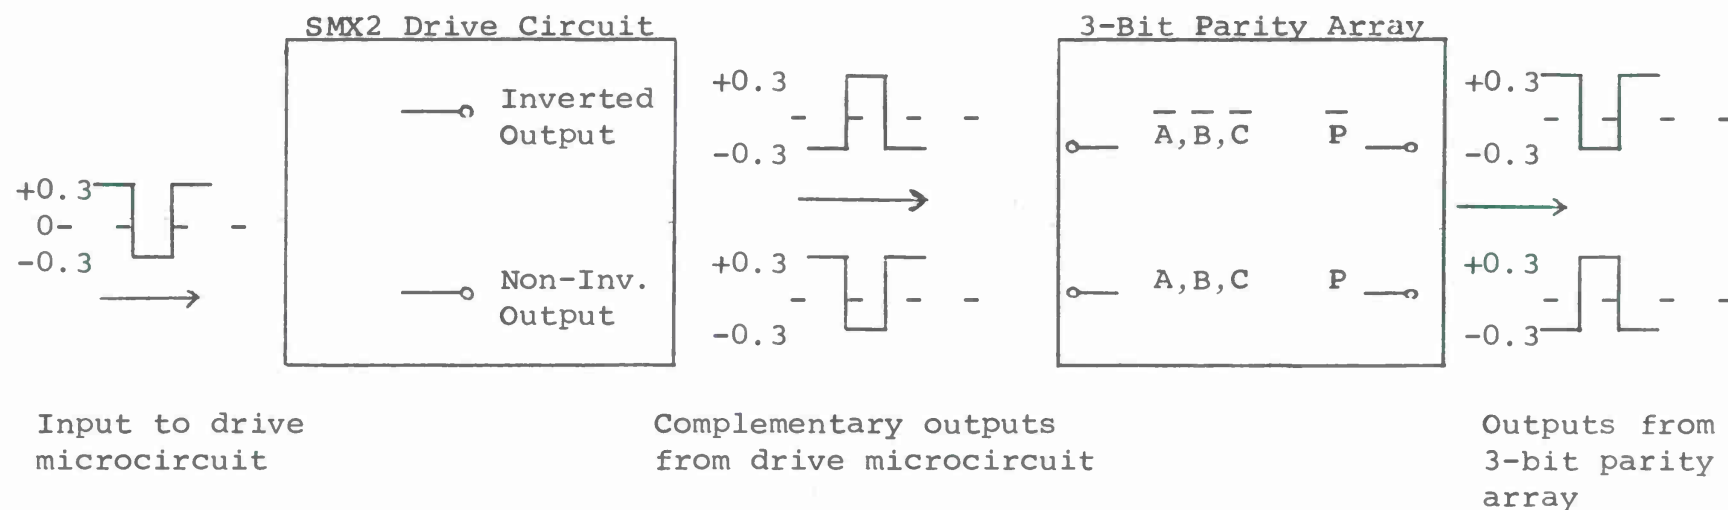 SMX2 Drive Circuit
3-Bit Parity Array
+0.3
0
-0.3
Inverted
Output
Non-Inv.
Output
+0.3
-0.3
+0.3
-0.3
A̅,B̅,C̅ P̅
A,B,C P
+0.3
-0.3
+0.3
-0.3
Input to drive
microcircuit
Complementary outputs
from drive microcircuit
Outputs from
3-bit parity
array